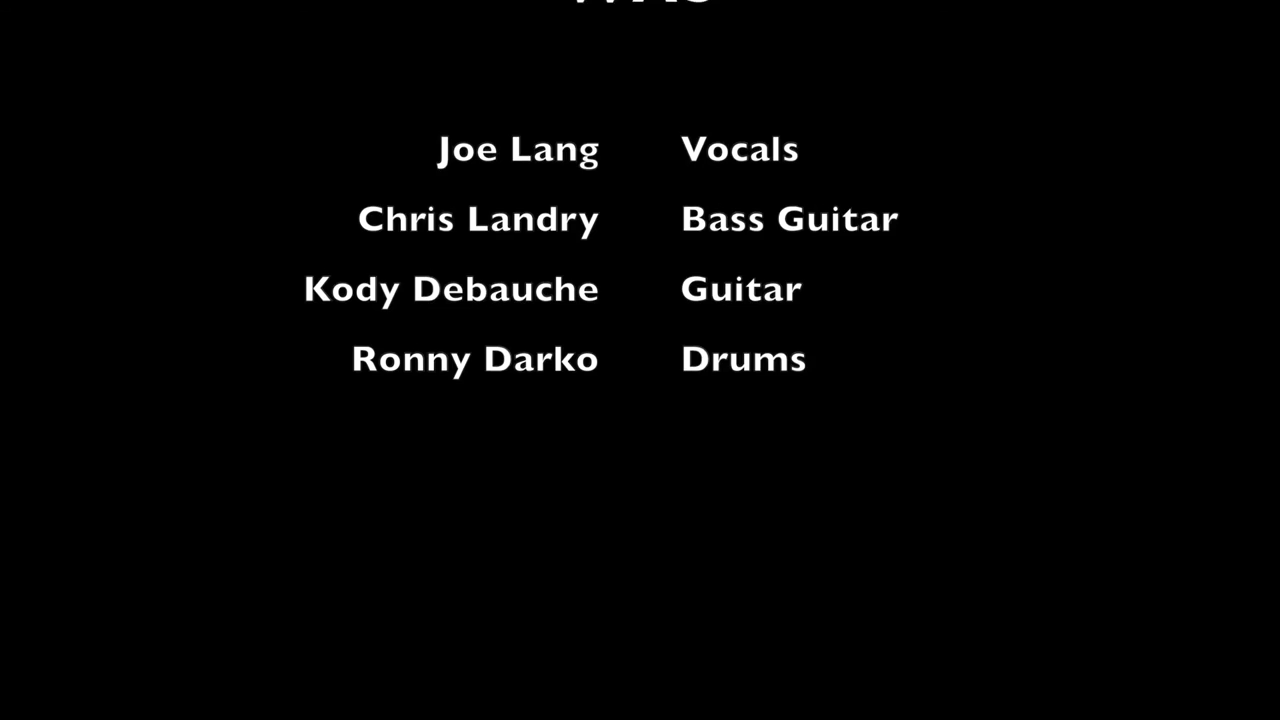 Joe Lang Vocals
Chris Landry Bass Guitar
Kody Debauche Guitar
Ronny Darko Drums